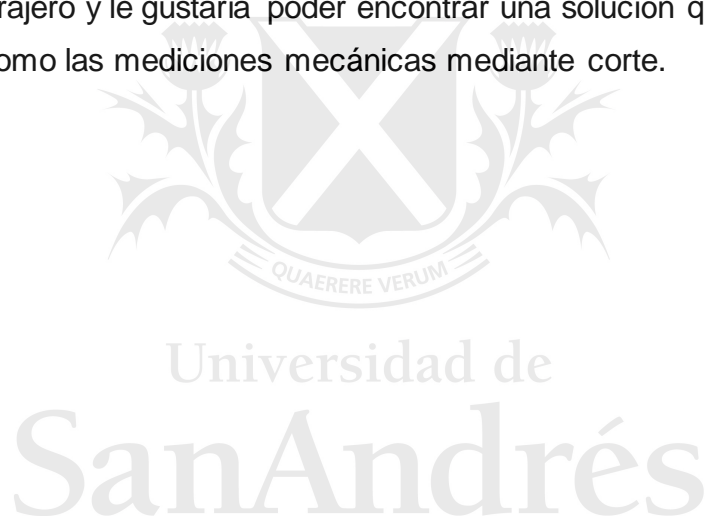 rajero y le gustaría poder encontrar una solución q
omo las mediciones mecánicas mediante corte.
QUAERERE VERUM
Universidad de
SanAndrés